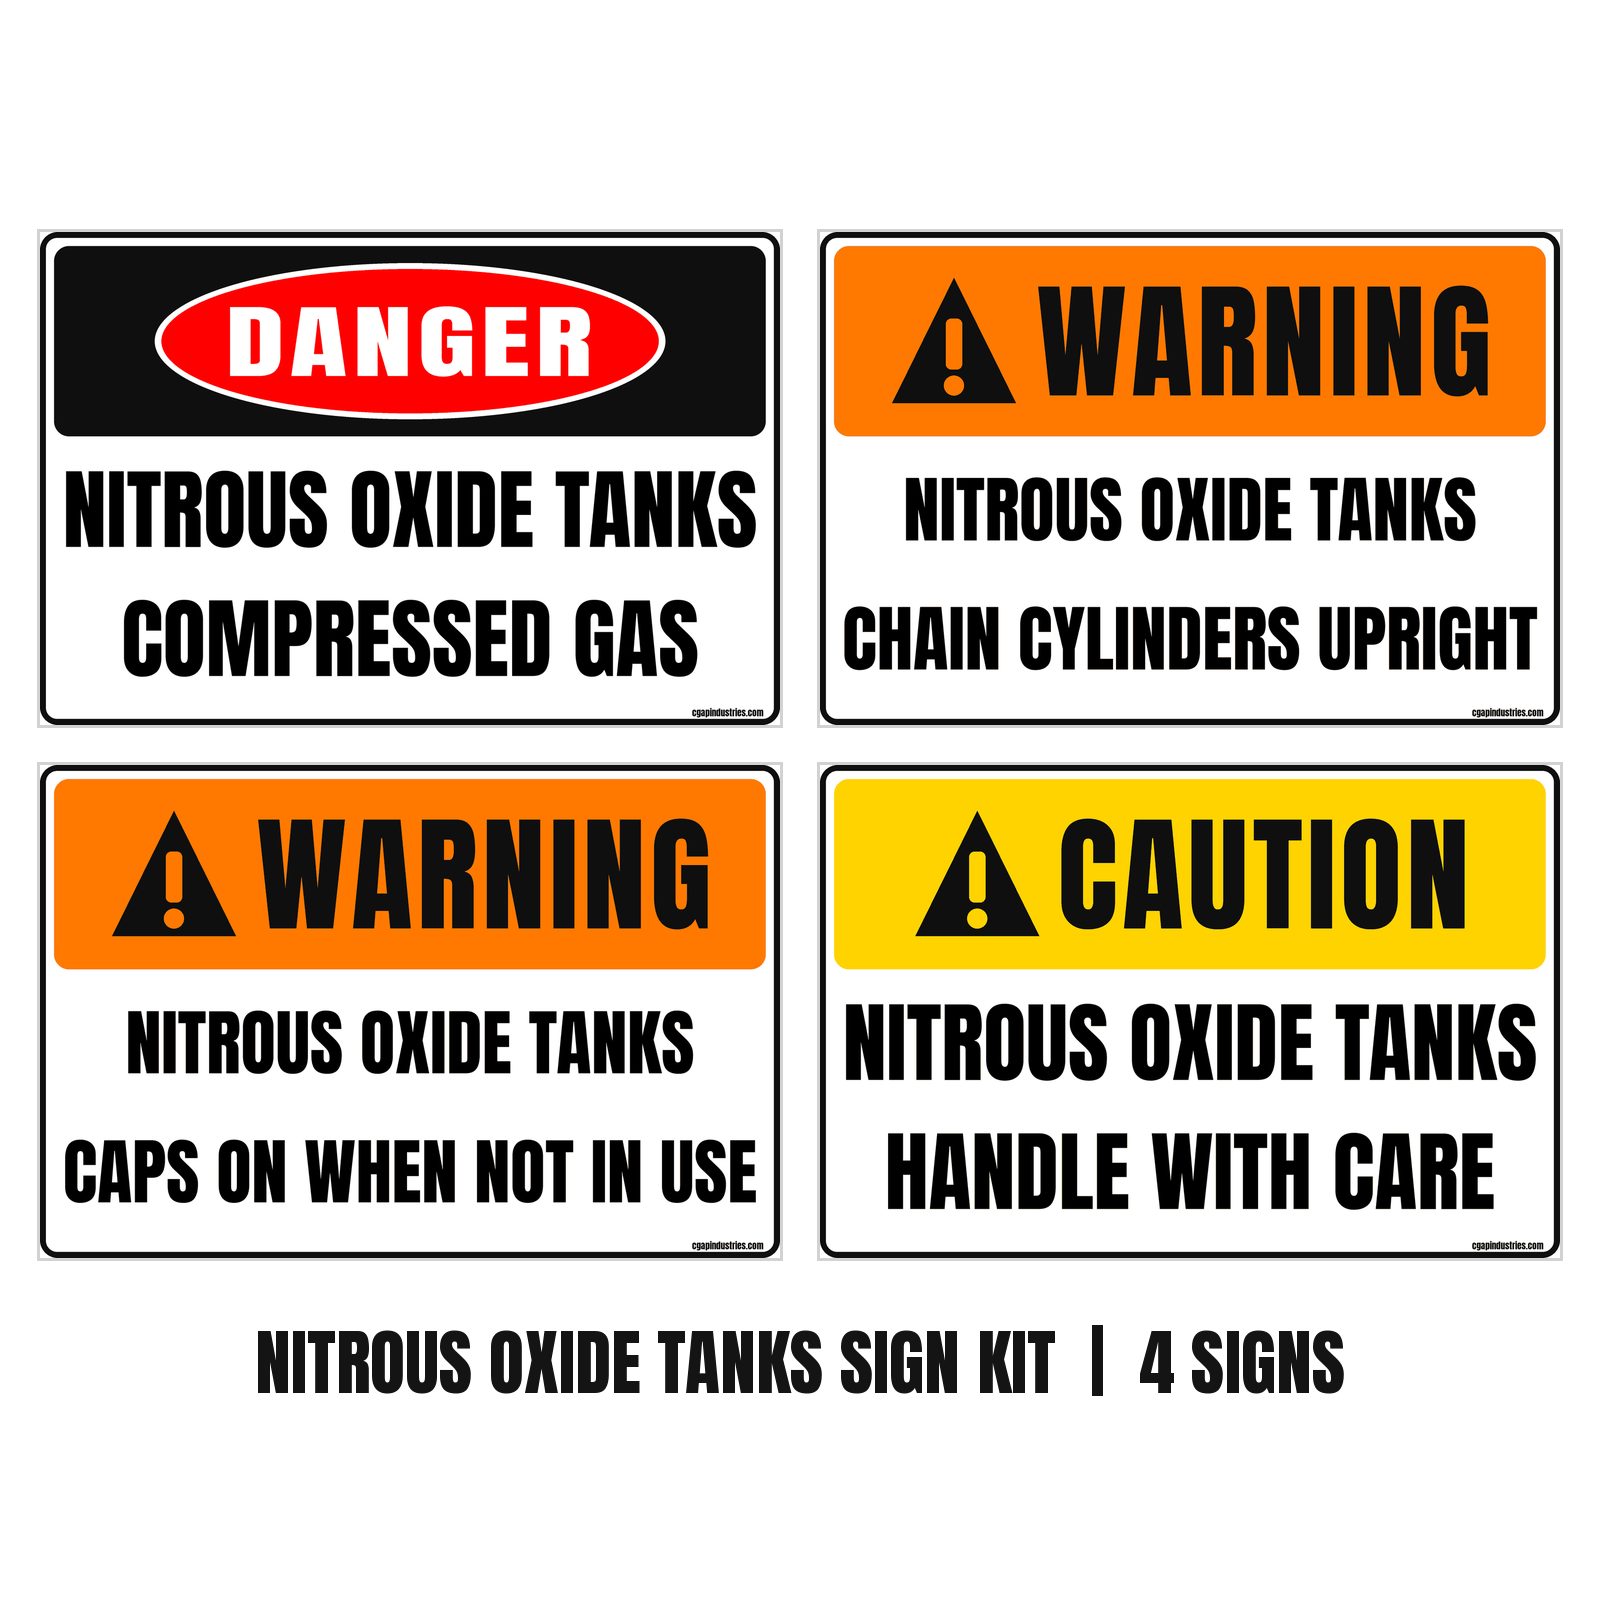 DANGER
NITROUS OXIDE TANKS
COMPRESSED GAS
cgapindustries.com
WARNING
NITROUS OXIDE TANKS
CHAIN CYLINDERS UPRIGHT
cgapindustries.com
WARNING
NITROUS OXIDE TANKS
CAPS ON WHEN NOT IN USE
cgapindustries.com
CAUTION
NITROUS OXIDE TANKS
HANDLE WITH CARE
cgapindustries.com
NITROUS OXIDE TANKS SIGN KIT | 4 SIGNS